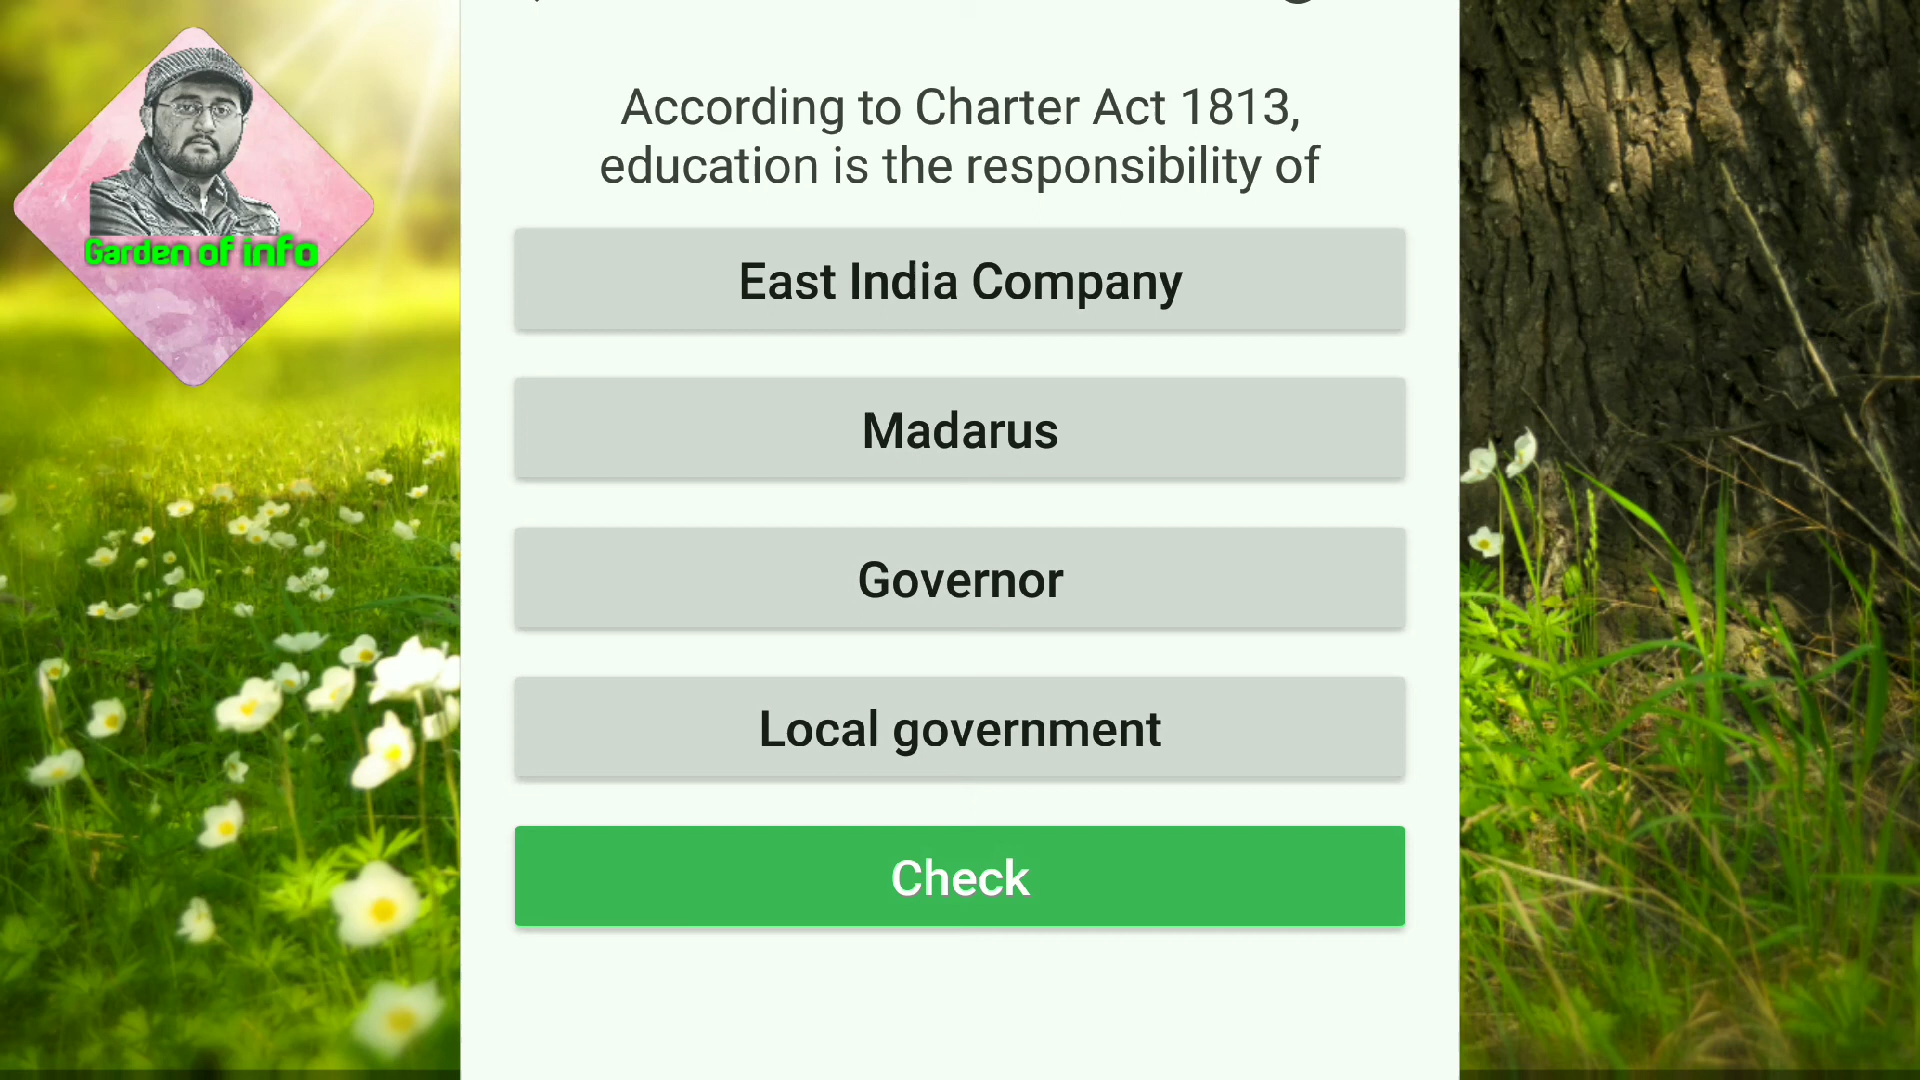 Garden of info
According to Charter Act 1813,
education is the responsibility of
East India Company
Madarus
Governor
Local government
Check